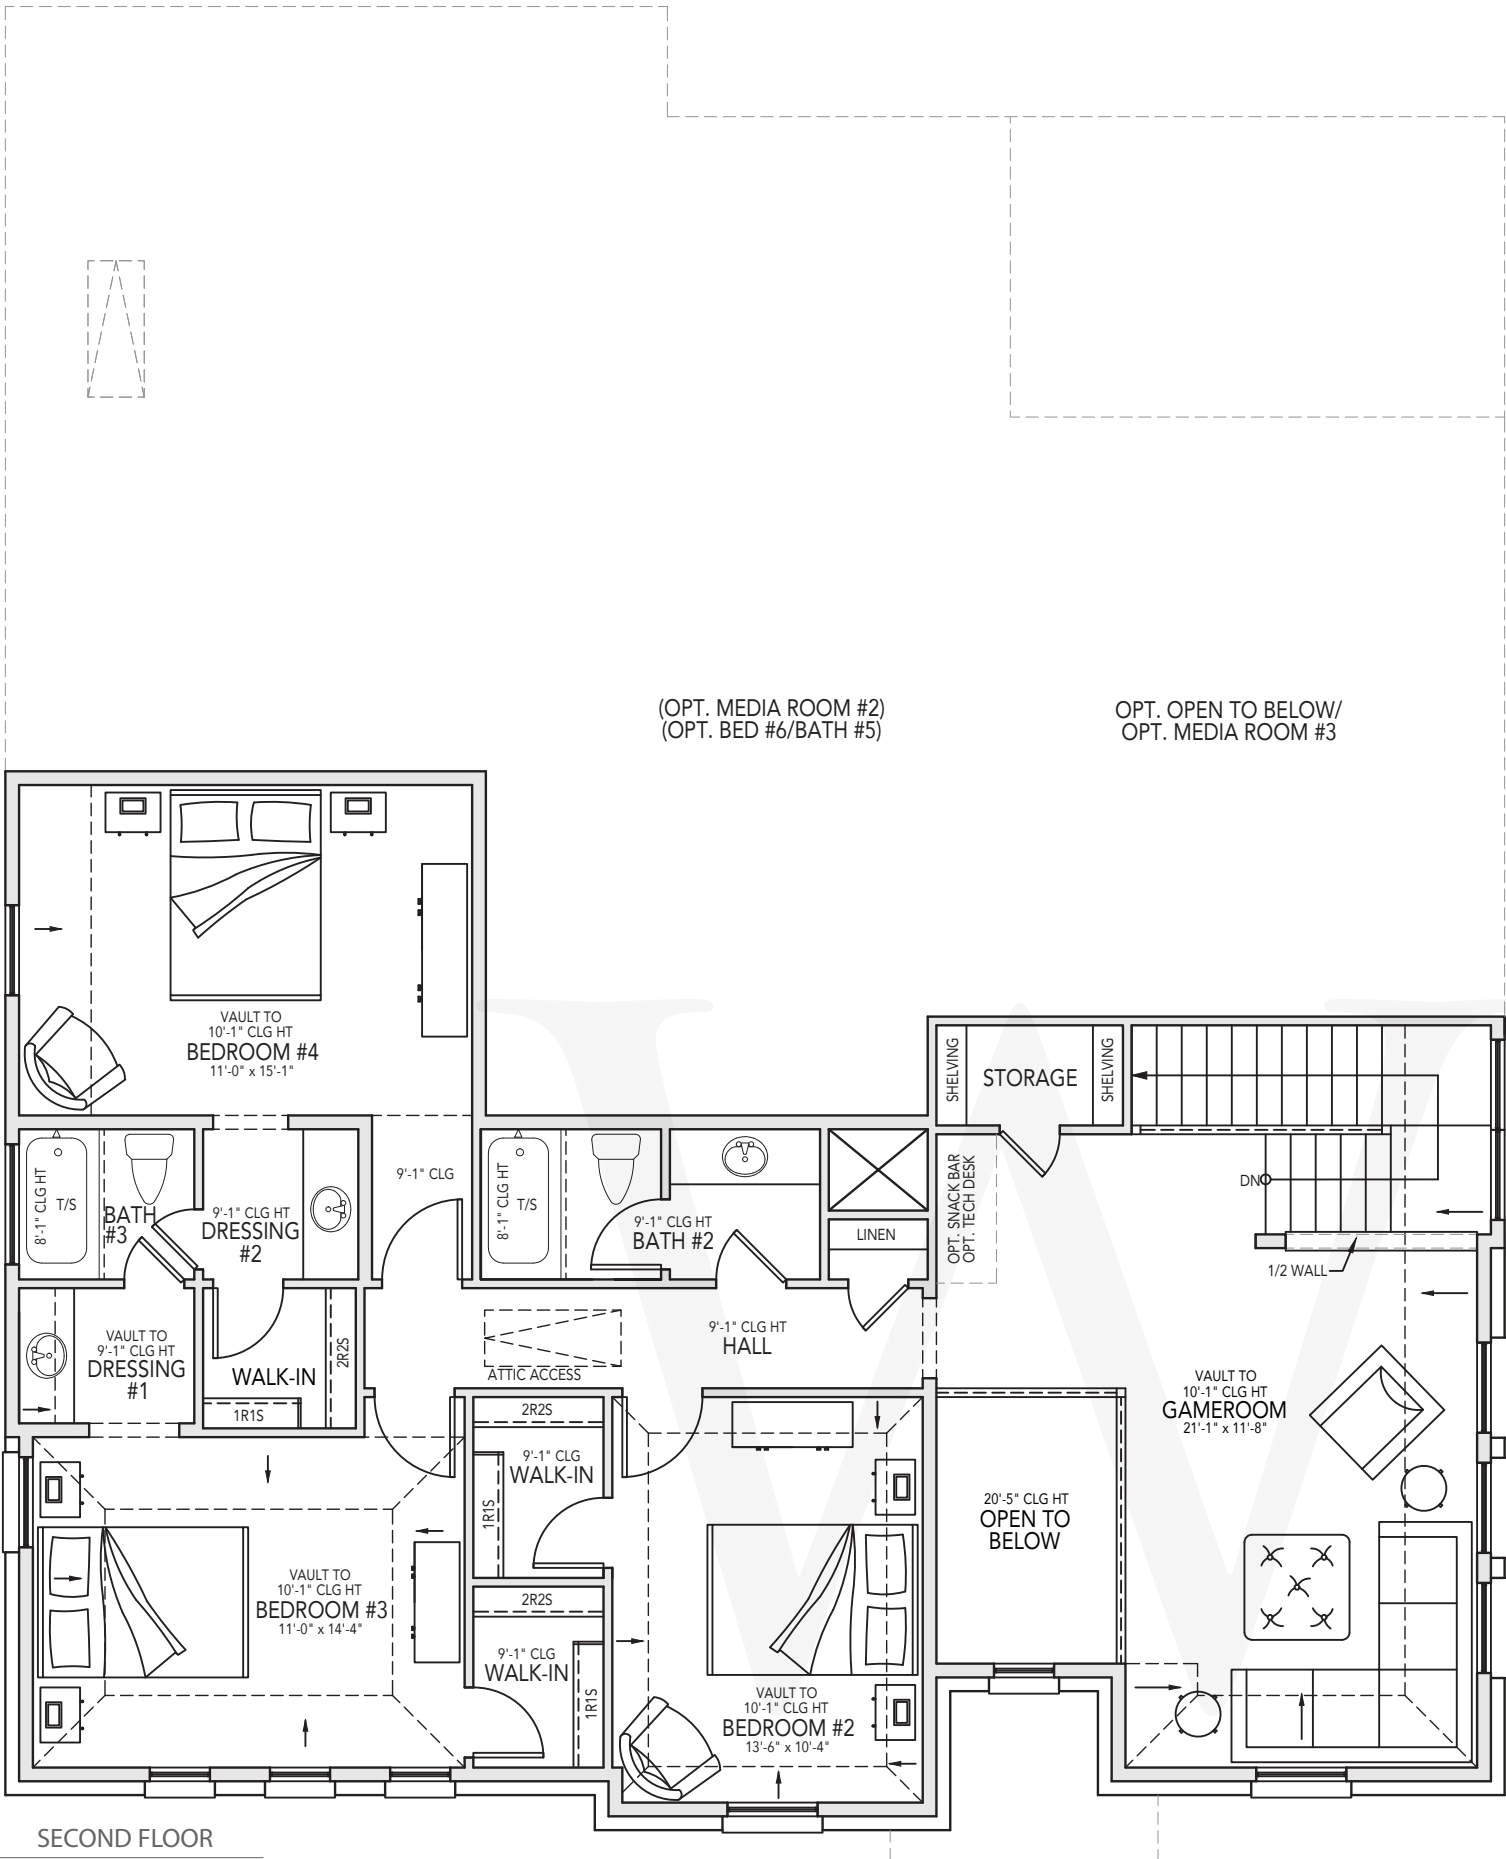 (OPT. MEDIA ROOM #2)
(OPT. BED #6/BATH #5)
OPT. OPEN TO BELOW/
OPT. MEDIA ROOM #3
VAULT TO
10'-1" CLG HT
BEDROOM #4
11'-0" x 15'-1"
SHELVING
STORAGE
SHELVING
8'-1" CLG HT
T/S
BATH
#3
9'-1" CLG HT
DRESSING
#2
9'-1" CLG
8'-1" CLG HT
T/S
9'-1" CLG HT
BATH #2
LINEN
OPT. SNACK BAR
OPT. TECH DESK
DN
1/2 WALL
VAULT TO
9'-1" CLG HT
DRESSING
#1
WALK-IN
2R2S
1R1S
ATTIC ACCESS
9'-1" CLG HT
HALL
VAULT TO
10'-1" CLG HT
GAMEROOM
21'-1" x 11'-8"
2R2S
9'-1" CLG
WALK-IN
1R1S
20'-5" CLG HT
OPEN TO
BELOW
VAULT TO
10'-1" CLG HT
BEDROOM #3
11'-0" x 14'-4"
2R2S
9'-1" CLG
WALK-IN
1R1S
VAULT TO
10'-1" CLG HT
BEDROOM #2
13'-6" x 10'-4"
SECOND FLOOR
W